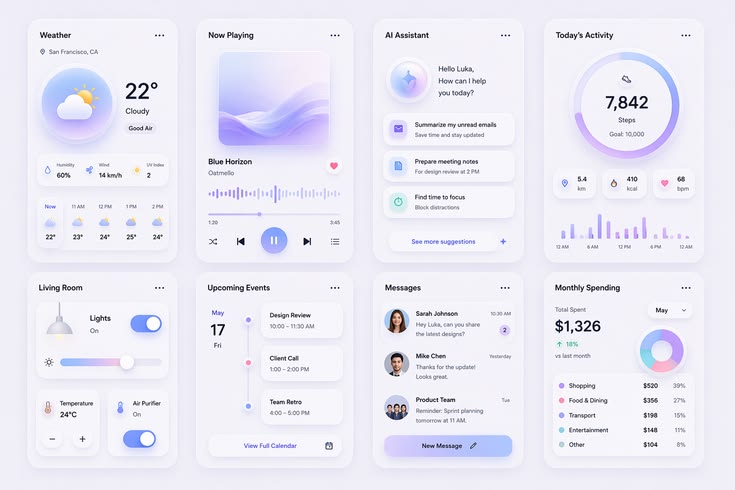 Weather
San Francisco, CA
22°
Cloudy
Good Air
Humidity
60%
Wind
14 km/h
UV Index
2
Now
11 AM
12 PM
1 PM
2 PM
22°
23°
24°
25°
24°
Now Playing
Blue Horizon
Oatmello
1:39
3:45
AI Assistant
Hello Luka,
How can I help
you today?
Summarize my unread emails
Save time and stay updated
Prepare meeting notes
For design review at 2 PM
Find time to focus
Block distractions
See more suggestions
Today's Activity
7,842
Steps
Goal: 10,000
5.4
km
410
kcal
68
bpm
12 AM
6 AM
12 PM
6 PM
12 AM
Living Room
Lights
On
Temperature
24°C
Air Purifier
On
Upcoming Events
May
17
Fri
Design Review
10:00 – 11:30 AM
Client Call
1:00 – 2:00 PM
Team Retro
4:00 – 5:00 PM
View Full Calendar
Messages
Sarah Johnson
10:30 AM
Hey Luka, can you share
the latest designs?
2
Mike Chen
Yesterday
Thanks for the update!
Looks great.
Product Team
Tue
Reminder: Sprint planning
tomorrow at 11 AM.
New Message
Monthly Spending
Total Spent
May
$1,326
18%
vs last month
Shopping $520 39%
Food & Dining $356 27%
Transport $198 15%
Entertainment $148 11%
Other $104 8%